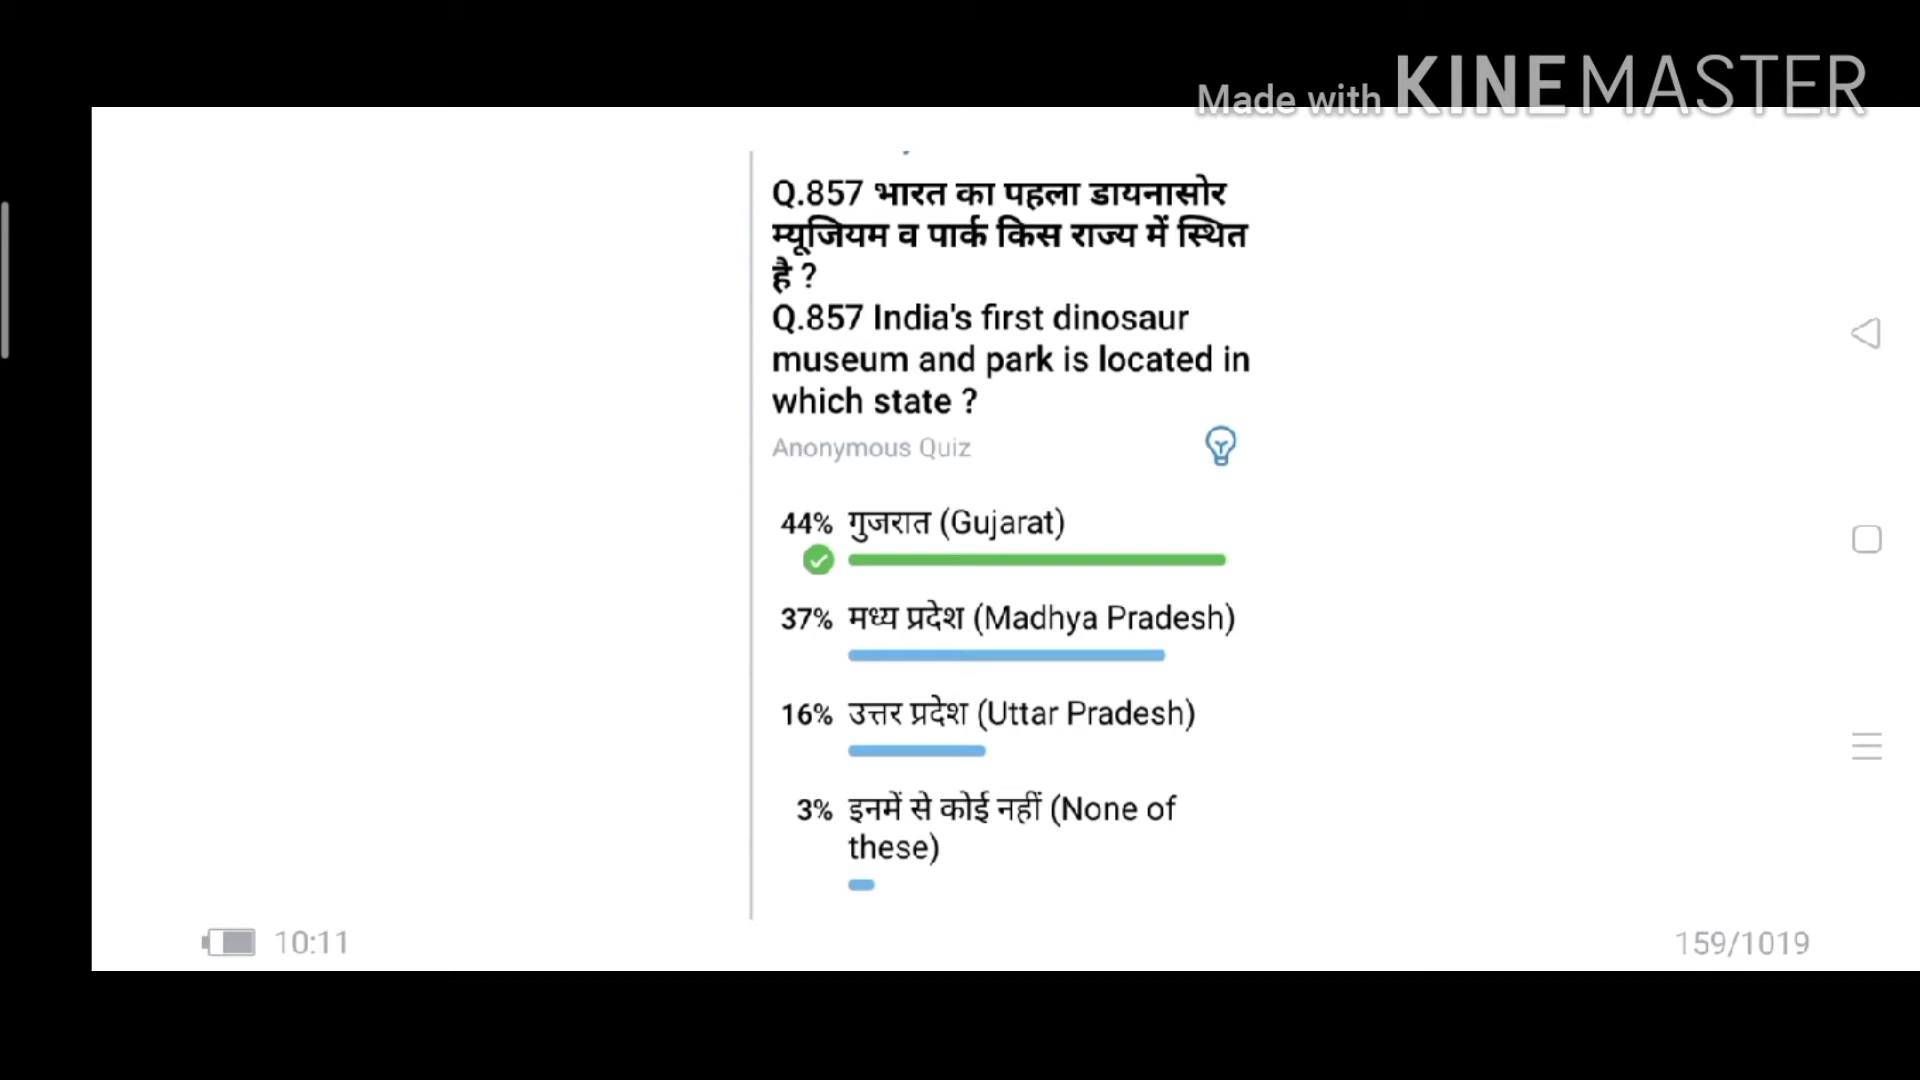 Made with KINEMASTER
Q.857 भारत का पहला डायनासोर
म्यूजियम व पार्क किस राज्य में स्थित
है ?
Q.857 India's first dinosaur
museum and park is located in
which state ?
Anonymous Quiz
44% गुजरात (Gujarat)
37% मध्य प्रदेश (Madhya Pradesh)
16% उत्तर प्रदेश (Uttar Pradesh)
3% इनमें से कोई नहीं (None of
these)
10:11
159/1019